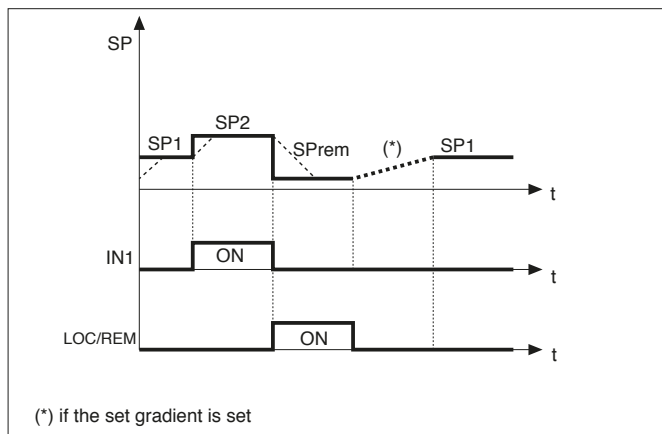 SP
SP1
SP2
SPrem
(*)
SP1
t
IN1
ON
t
LOC/REM
ON
t
(*) if the set gradient is set